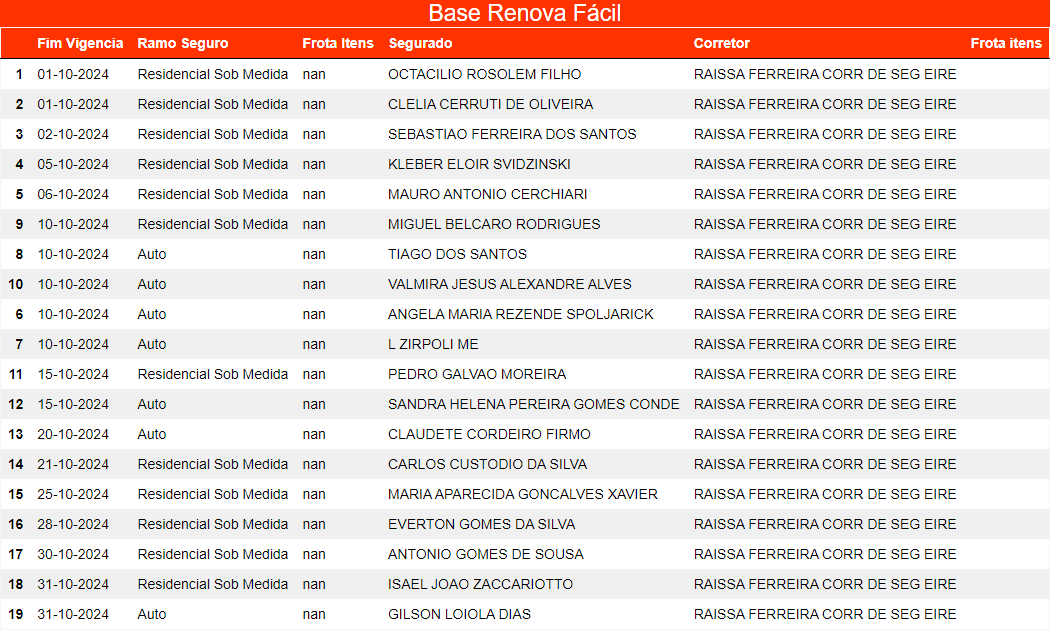 Base Renova Fácil
Fim Vigencia Ramo Seguro Frota Itens Segurado Corretor Frota itens
1 01-10-2024 Residencial Sob Medida nan OCTACILIO ROSOLEM FILHO RAISSA FERREIRA CORR DE SEG EIRE
2 01-10-2024 Residencial Sob Medida nan CLELIA CERRUTI DE OLIVEIRA RAISSA FERREIRA CORR DE SEG EIRE
3 02-10-2024 Residencial Sob Medida nan SEBASTIAO FERREIRA DOS SANTOS RAISSA FERREIRA CORR DE SEG EIRE
4 05-10-2024 Residencial Sob Medida nan KLEBER ELOIR SVIDZINSKI RAISSA FERREIRA CORR DE SEG EIRE
5 06-10-2024 Residencial Sob Medida nan MAURO ANTONIO CERCHIARI RAISSA FERREIRA CORR DE SEG EIRE
9 10-10-2024 Residencial Sob Medida nan MIGUEL BELCARO RODRIGUES RAISSA FERREIRA CORR DE SEG EIRE
8 10-10-2024 Auto nan TIAGO DOS SANTOS RAISSA FERREIRA CORR DE SEG EIRE
10 10-10-2024 Auto nan VALMIRA JESUS ALEXANDRE ALVES RAISSA FERREIRA CORR DE SEG EIRE
6 10-10-2024 Auto nan ANGELA MARIA REZENDE SPOLJARICK RAISSA FERREIRA CORR DE SEG EIRE
7 10-10-2024 Auto nan L ZIRPOLI ME RAISSA FERREIRA CORR DE SEG EIRE
11 15-10-2024 Residencial Sob Medida nan PEDRO GALVAO MOREIRA RAISSA FERREIRA CORR DE SEG EIRE
12 15-10-2024 Auto nan SANDRA HELENA PEREIRA GOMES CONDE RAISSA FERREIRA CORR DE SEG EIRE
13 20-10-2024 Auto nan CLAUDETE CORDEIRO FIRMO RAISSA FERREIRA CORR DE SEG EIRE
14 21-10-2024 Residencial Sob Medida nan CARLOS CUSTODIO DA SILVA RAISSA FERREIRA CORR DE SEG EIRE
15 25-10-2024 Residencial Sob Medida nan MARIA APARECIDA GONCALVES XAVIER RAISSA FERREIRA CORR DE SEG EIRE
16 28-10-2024 Residencial Sob Medida nan EVERTON GOMES DA SILVA RAISSA FERREIRA CORR DE SEG EIRE
17 30-10-2024 Residencial Sob Medida nan ANTONIO GOMES DE SOUSA RAISSA FERREIRA CORR DE SEG EIRE
18 31-10-2024 Residencial Sob Medida nan ISAEL JOAO ZACCARIOTTO RAISSA FERREIRA CORR DE SEG EIRE
19 31-10-2024 Auto nan GILSON LOIOLA DIAS RAISSA FERREIRA CORR DE SEG EIRE